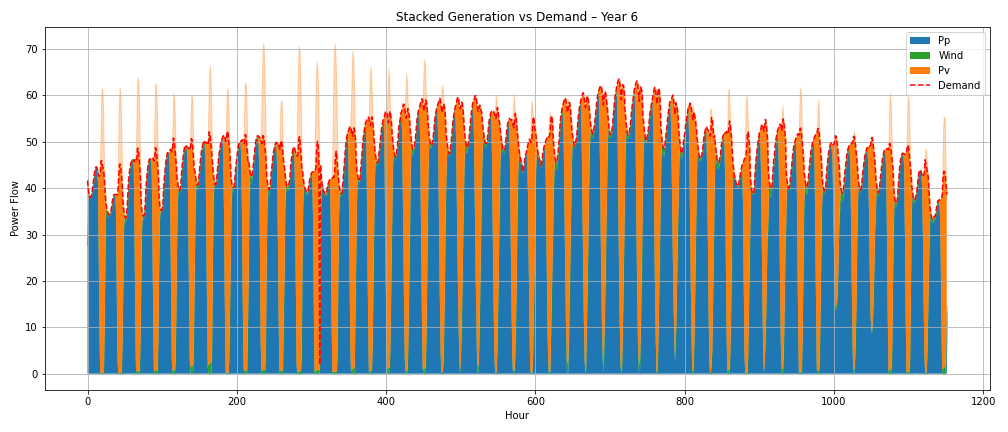 Stacked Generation vs Demand – Year 6
Power Flow
70
60
50
40
30
20
10
0
Pp
Wind
Pv
Demand
0
200
400
600
800
1000
1200
Hour